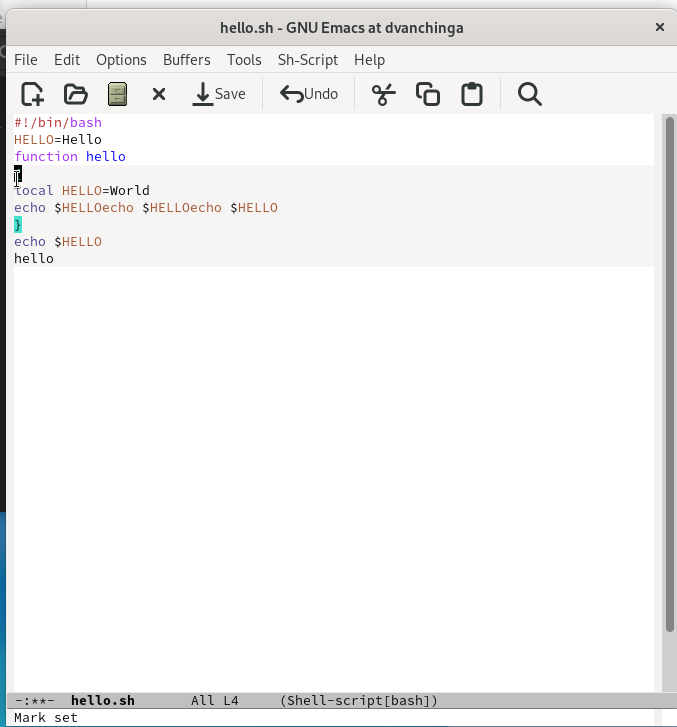 hello.sh - GNU Emacs at dvanchinga
File Edit Options Buffers Tools Sh-Script Help
Save Undo
#!/bin/bash
HELLO=Hello
function hello
local HELLO=World
echo $HELLOecho $HELLOecho $HELLO
}
echo $HELLO
hello
-:**- hello.sh All L4 (Shell-script[bash])
Mark set